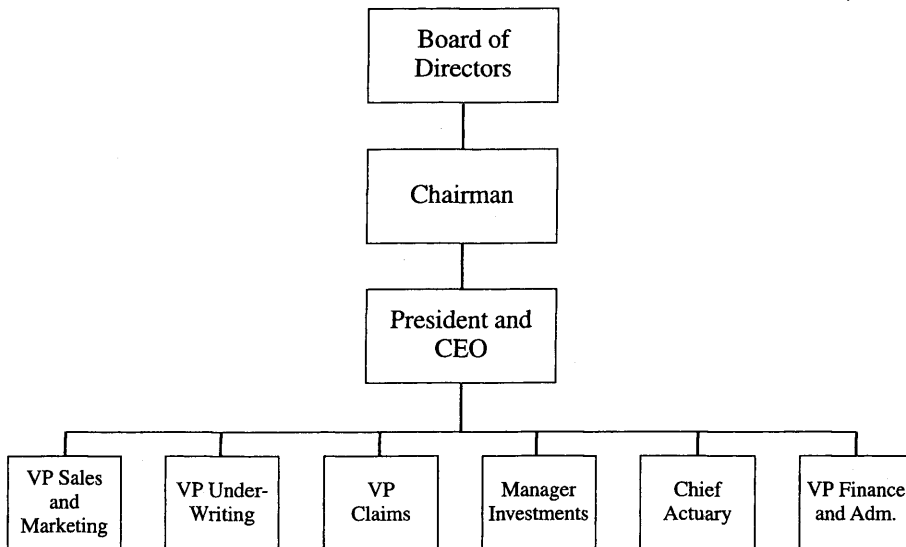 Board of
Directors
Chairman
President and
CEO
VP Sales
and
Marketing
VP Under-
Writing
VP
Claims
Manager
Investments
Chief
Actuary
VP Finance
and Adm.